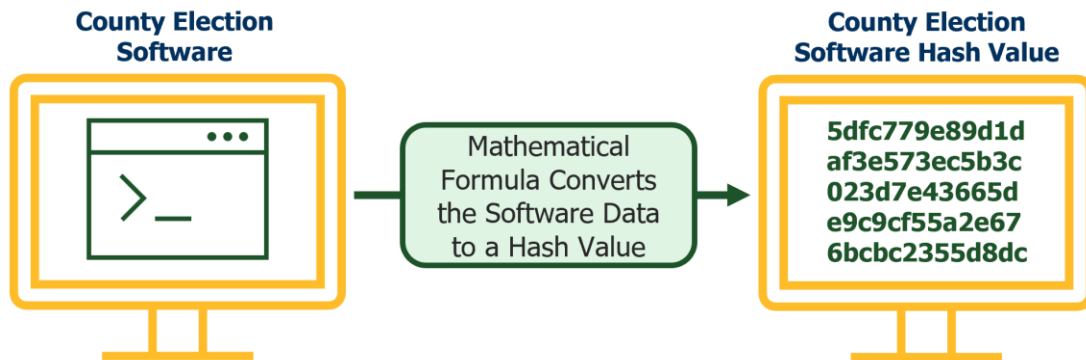 County Election
Software
Mathematical
Formula Converts
the Software Data
to a Hash Value
County Election
Software Hash Value
5dfc779e89d1d
af3e573ec5b3c
023d7e43665d
e9c9cf55a2e67
6bcbc2355d8dc